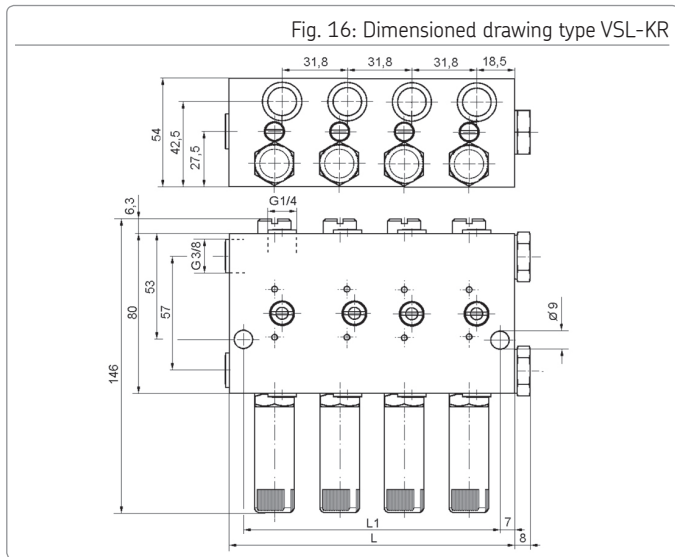 Fig. 16: Dimensioned drawing type VSL-KR
31,8
31,8
31,8
18,5
54
42,5
27,5
6,3
G1/4
G3/8
80
53
57
146
Ø 9
L1
7
L
8